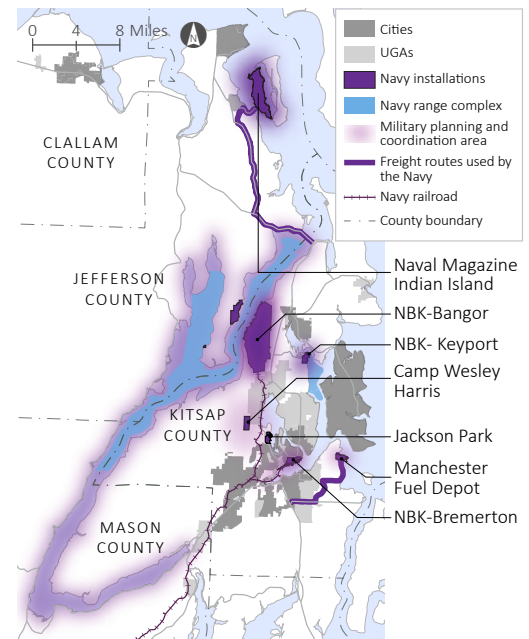 0 4 8 Miles
N
Cities
UGAs
Navy installations
Navy range complex
Military planning and
coordination area
Freight routes used by
the Navy
Navy railroad
County boundary
CLALLAM
COUNTY
JEFFERSON
COUNTY
KITSAP
COUNTY
MASON
COUNTY
Naval Magazine
Indian Island
NBK-Bangor
NBK- Keyport
Camp Wesley
Harris
Jackson Park
Manchester
Fuel Depot
NBK-Bremerton